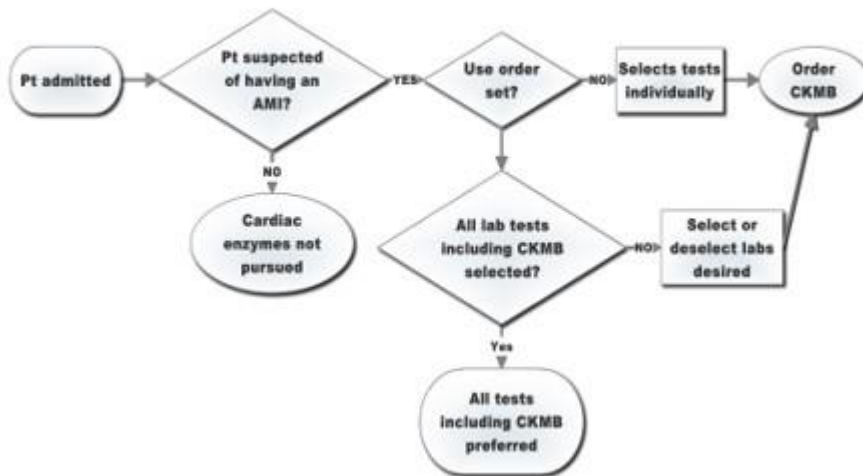 Pt admitted
Pt suspected
of having an
AMI?
YES
Use order
set?
NO
Selects tests
individually
Order
CKMB
NO
Cardiac
enzymes not
pursued
All lab tests
including CKMB
selected?
NO
Select or
deselect labs
desired
Yes
All tests
including CKMB
preferred